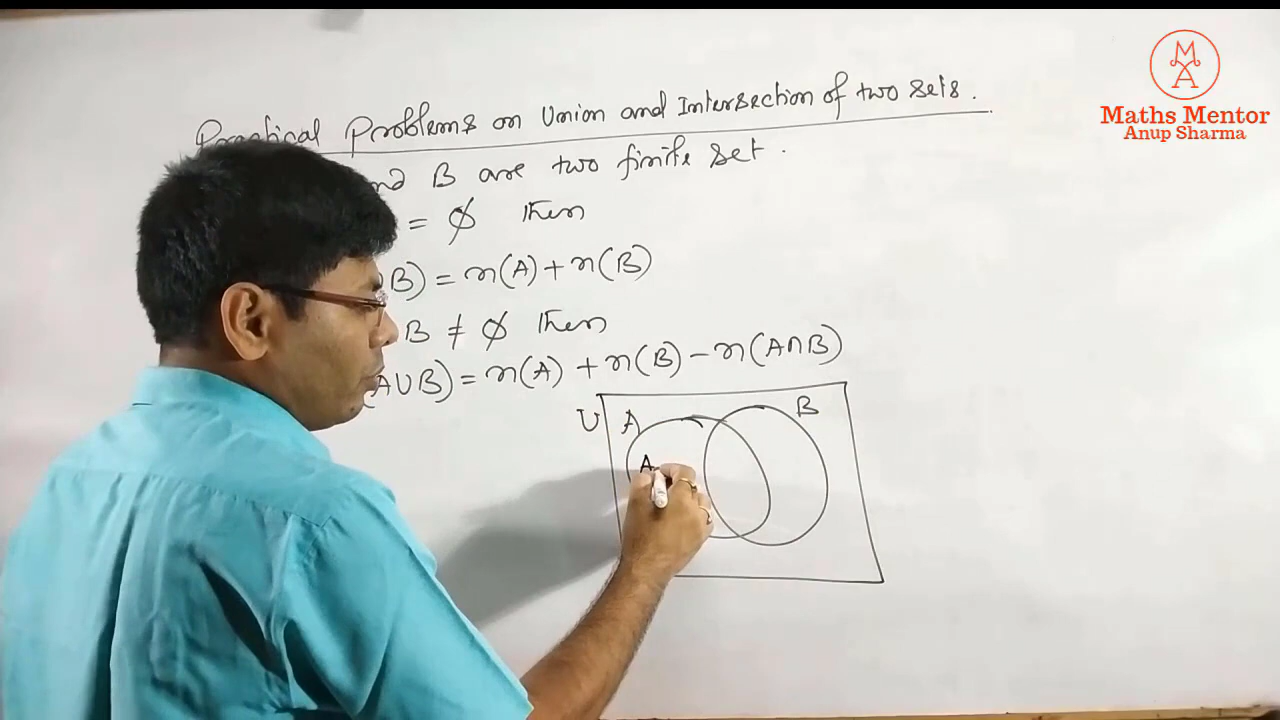 Practical Problems on Union and Intersection of two sets.
and B are two finite set.
= ∅ then
B) = n(A) + n(B)
B ≠ ∅ then
(A∪B) = n(A) + n(B) - n(A∩B)
U A B
A
MA
Maths Mentor
Anup Sharma